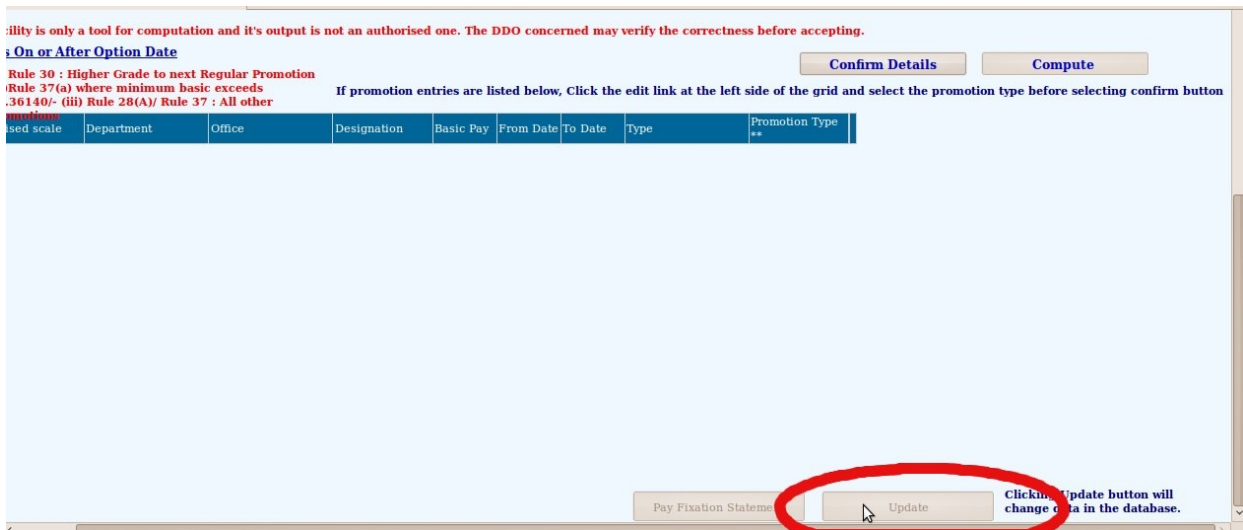 ility is only a tool for computation and it's output is not an authorised one. The DDO concerned may verify the correctness before accepting.
s On or After Option Date
Rule 30 : Higher Grade to next Regular Promotion
)Rule 37(a) where minimum basic exceeds
.36140/- (iii) Rule 28(A)/ Rule 37 : All other
promotions
Confirm Details
Compute
If promotion entries are listed below, Click the edit link at the left side of the grid and select the promotion type before selecting confirm button
ised scale Department Office Designation Basic Pay From Date To Date Type Promotion Type
**
Pay Fixation Stateme
Update
Clicking Update button will
change data in the database.